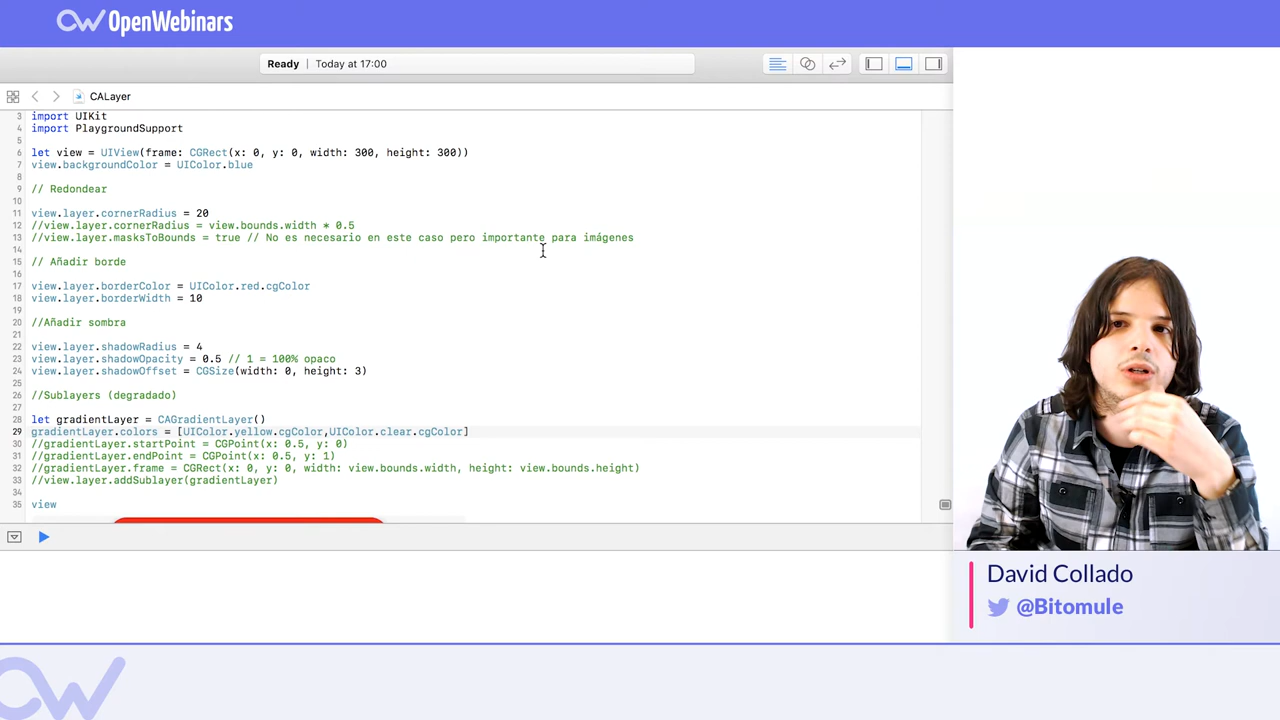 OpenWebinars
Ready | Today at 17:00
CALayer
3 import UIKit
4 import PlaygroundSupport
5
6 let view = UIView(frame: CGRect(x: 0, y: 0, width: 300, height: 300))
7 view.backgroundColor = UIColor.blue
8
9 // Redondear
10
11 view.layer.cornerRadius = 20
12 //view.layer.cornerRadius = view.bounds.width * 0.5
13 //view.layer.masksToBounds = true // No es necesario en este caso pero importante para imágenes
14
15 // Añadir borde
16
17 view.layer.borderColor = UIColor.red.cgColor
18 view.layer.borderWidth = 10
19
20 //Añadir sombra
21
22 view.layer.shadowRadius = 4
23 view.layer.shadowOpacity = 0.5 // 1 = 100% opaco
24 view.layer.shadowOffset = CGSize(width: 0, height: 3)
25
26 //Sublayers (degradado)
27
28 let gradientLayer = CAGradientLayer()
29 gradientLayer.colors = [UIColor.yellow.cgColor,UIColor.clear.cgColor]
30 //gradientLayer.startPoint = CGPoint(x: 0.5, y: 0)
31 //gradientLayer.endPoint = CGPoint(x: 0.5, y: 1)
32 //gradientLayer.frame = CGRect(x: 0, y: 0, width: view.bounds.width, height: view.bounds.height)
33 //view.layer.addSublayer(gradientLayer)
34
35 view
David Collado
@Bitomule